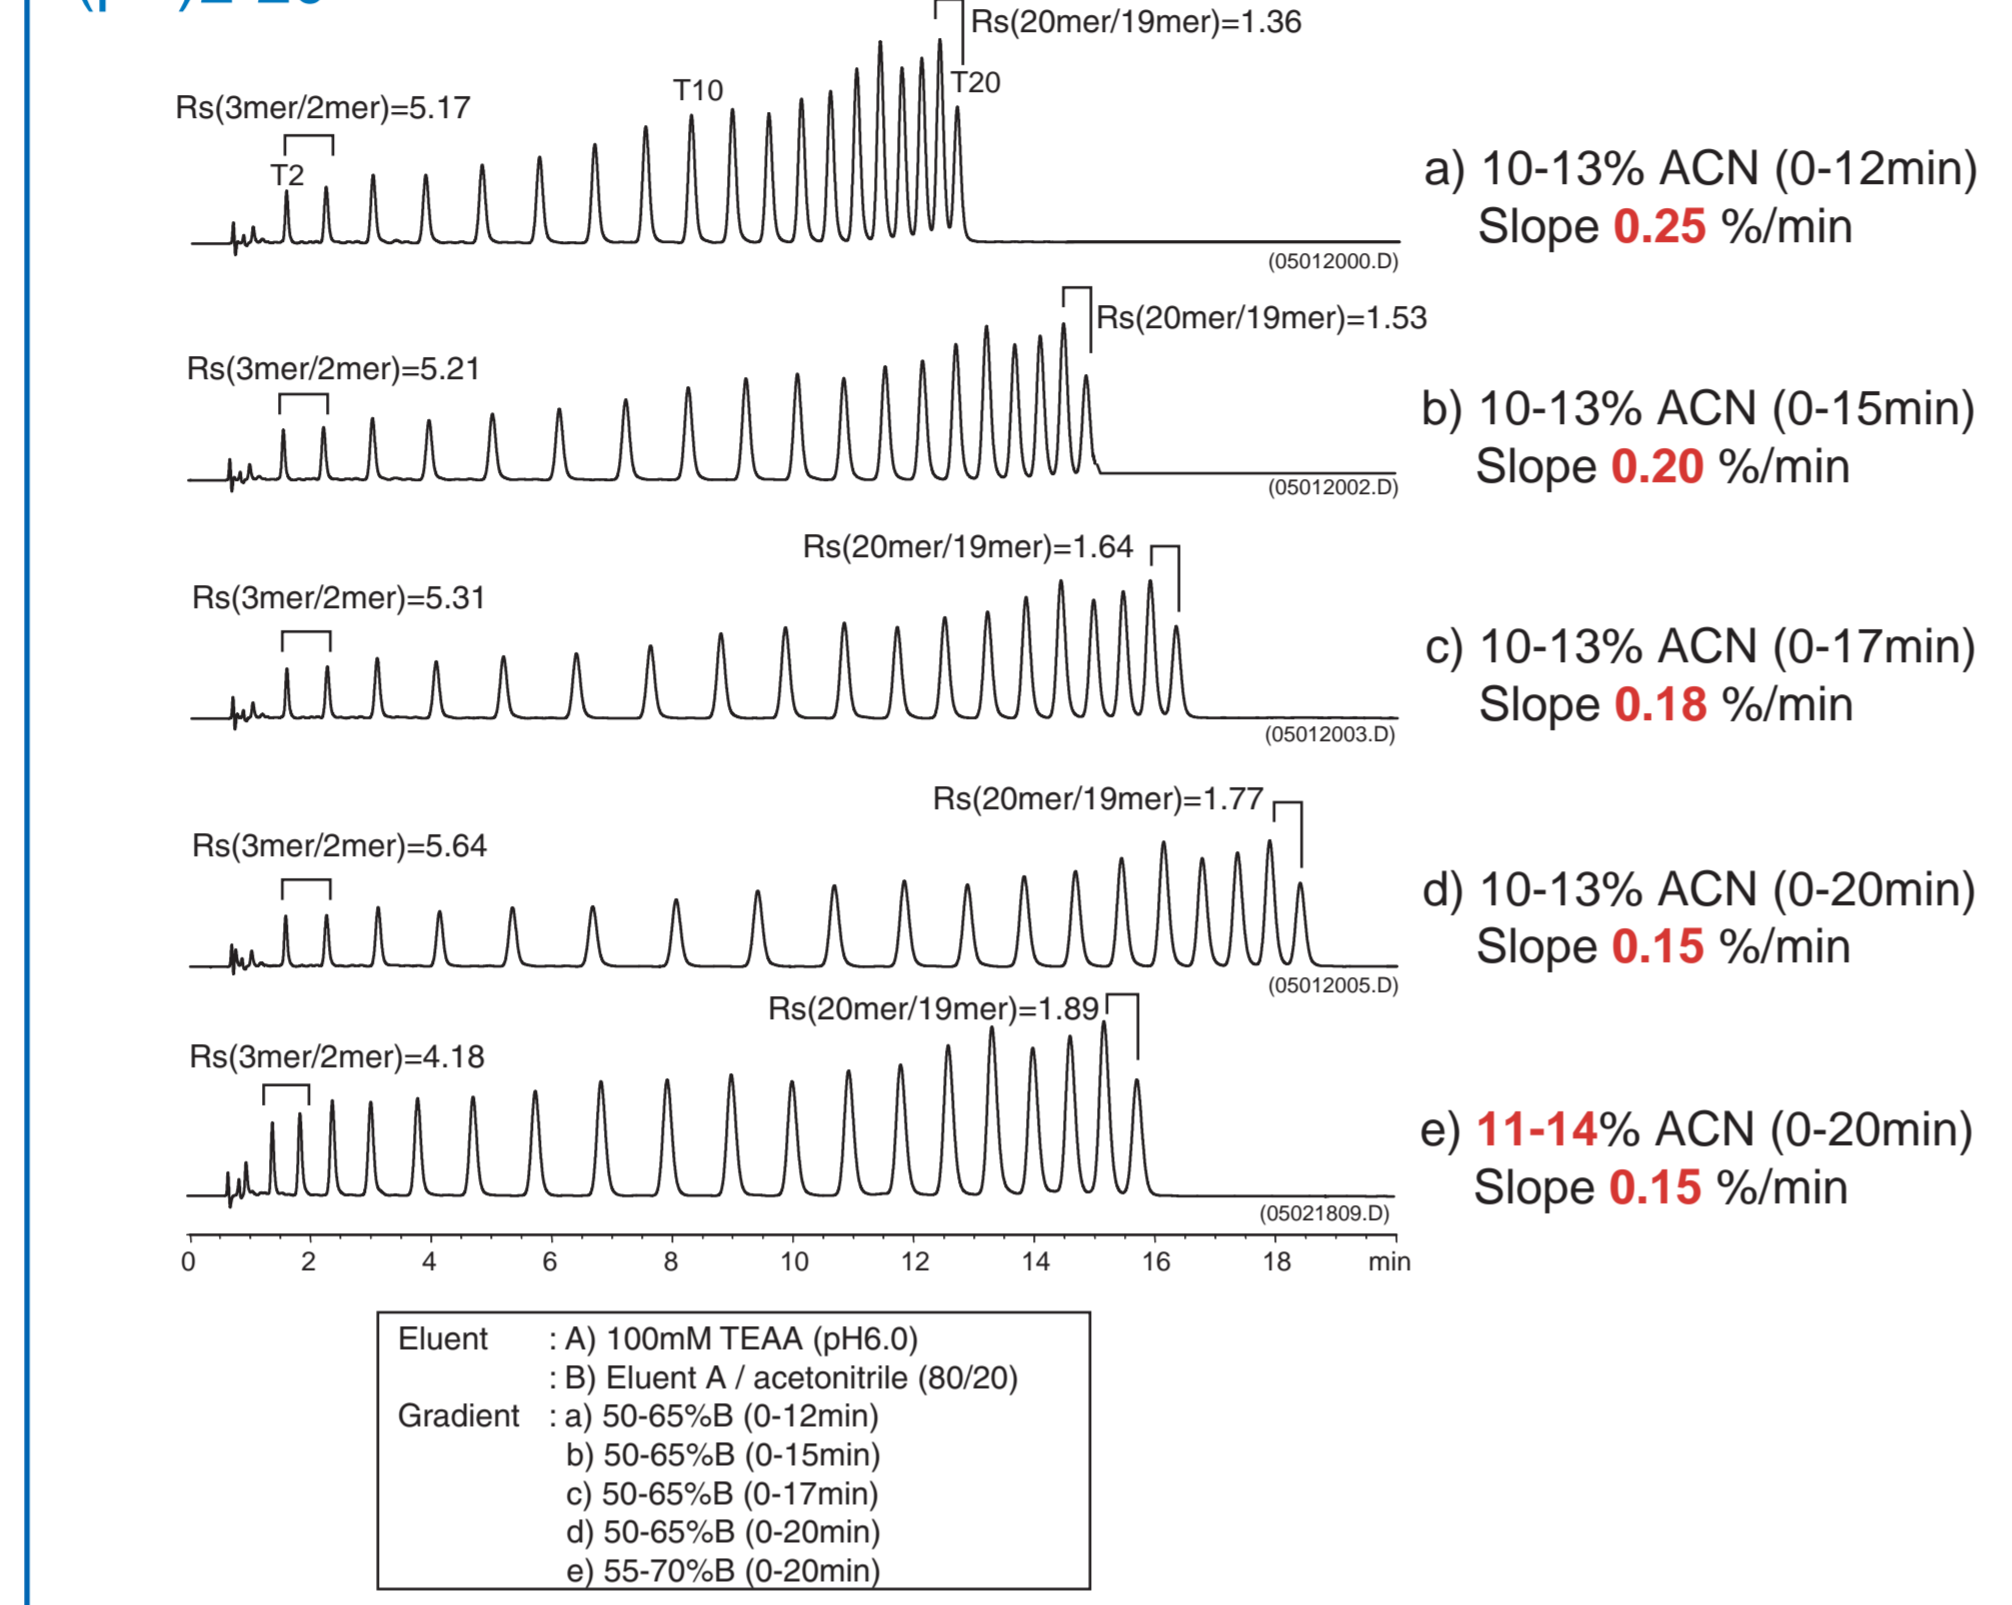 Rs(20mer/19mer)=1.36
T10
T20
Rs(3mer/2mer)=5.17
T2
a) 10-13% ACN (0-12min)
Slope 0.25 %/min
(05012000.D)
Rs(20mer/19mer)=1.53
Rs(3mer/2mer)=5.21
b) 10-13% ACN (0-15min)
Slope 0.20 %/min
(05012002.D)
Rs(20mer/19mer)=1.64
Rs(3mer/2mer)=5.31
c) 10-13% ACN (0-17min)
Slope 0.18 %/min
(05012003.D)
Rs(20mer/19mer)=1.77
Rs(3mer/2mer)=5.64
d) 10-13% ACN (0-20min)
Slope 0.15 %/min
(05012005.D)
Rs(20mer/19mer)=1.89
Rs(3mer/2mer)=4.18
e) 11-14% ACN (0-20min)
Slope 0.15 %/min
(05021809.D)
0 2 4 6 8 10 12 14 16 18 min
Eluent : A) 100mM TEAA (pH6.0)
: B) Eluent A / acetonitrile (80/20)
Gradient : a) 50-65%B (0-12min)
b) 50-65%B (0-15min)
c) 50-65%B (0-17min)
d) 50-65%B (0-20min)
e) 55-70%B (0-20min)